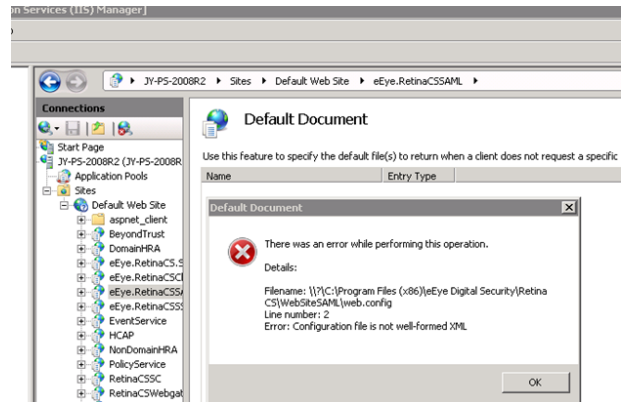 on Services (IIS) Manager]
JY-PS-2008R2 Sites Default Web Site eEye.RetinaCSSAML
Connections
Start Page
JY-PS-2008R2 (JY-PS-2008R
Application Pools
Sites
Default Web Site
aspnet_client
BeyondTrust
DomainHRA
eEye.RetinaCS.S
eEye.RetinaCSCl
eEye.RetinaCSSA
eEye.RetinaCSSS
EventService
HCAP
NonDomainHRA
PolicyService
RetinaCSSC
RetinaCSWebgat
Default Document
Use this feature to specify the default file(s) to return when a client does not request a specific
Name Entry Type
Default Document
There was an error while performing this operation.
Details:
Filename: \\?\C:\Program Files (x86)\eEye Digital Security\Retina
CS\WebSiteSAML\web.config
Line number: 2
Error: Configuration file is not well-formed XML
OK